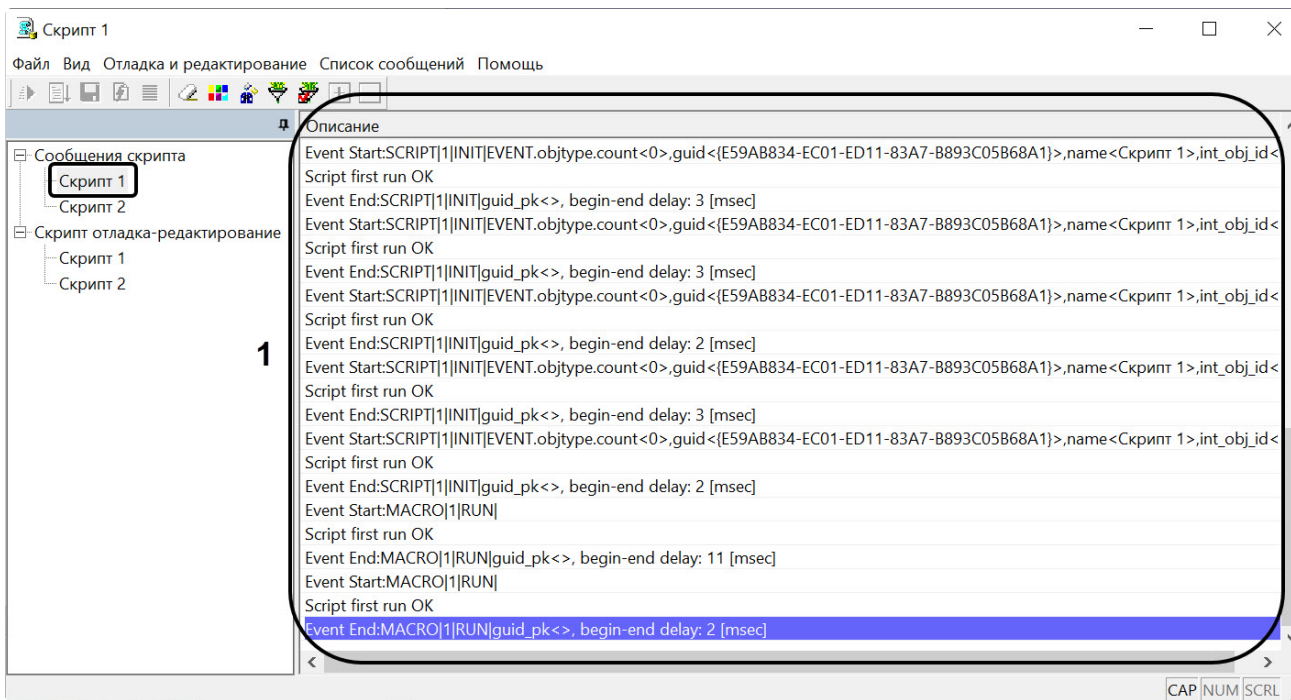 Скрипт 1
Файл Вид Отладка и редактирование Список сообщений Помощь
Описание
Сообщения скрипта
Скрипт 1
Скрипт 2
Скрипт отладка-редактирование
Скрипт 1
Скрипт 2
1
Event Start:SCRIPT|1|INIT|EVENT.objtype.count<0>,guid<{E59AB834-EC01-ED11-83A7-B893C05B68A1}>,name<Скрипт 1>,int_obj_id<
Script first run OK
Event End:SCRIPT|1|INIT|guid_pk<>, begin-end delay: 3 [msec]
Event Start:SCRIPT|1|INIT|EVENT.objtype.count<0>,guid<{E59AB834-EC01-ED11-83A7-B893C05B68A1}>,name<Скрипт 1>,int_obj_id<
Script first run OK
Event End:SCRIPT|1|INIT|guid_pk<>, begin-end delay: 3 [msec]
Event Start:SCRIPT|1|INIT|EVENT.objtype.count<0>,guid<{E59AB834-EC01-ED11-83A7-B893C05B68A1}>,name<Скрипт 1>,int_obj_id<
Script first run OK
Event End:SCRIPT|1|INIT|guid_pk<>, begin-end delay: 2 [msec]
Event Start:SCRIPT|1|INIT|EVENT.objtype.count<0>,guid<{E59AB834-EC01-ED11-83A7-B893C05B68A1}>,name<Скрипт 1>,int_obj_id<
Script first run OK
Event End:SCRIPT|1|INIT|guid_pk<>, begin-end delay: 3 [msec]
Event Start:SCRIPT|1|INIT|EVENT.objtype.count<0>,guid<{E59AB834-EC01-ED11-83A7-B893C05B68A1}>,name<Скрипт 1>,int_obj_id<
Script first run OK
Event End:SCRIPT|1|INIT|guid_pk<>, begin-end delay: 2 [msec]
Event Start:MACRO|1|RUN|
Script first run OK
Event End:MACRO|1|RUN|guid_pk<>, begin-end delay: 11 [msec]
Event Start:MACRO|1|RUN|
Script first run OK
Event End:MACRO|1|RUN|guid_pk<>, begin-end delay: 2 [msec]
CAP NUM SCRL